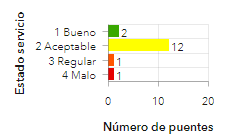 Estado servicio
1 Bueno 2
2 Aceptable 12
3 Regular 1
4 Malo 1
0 10 20
Número de puentes